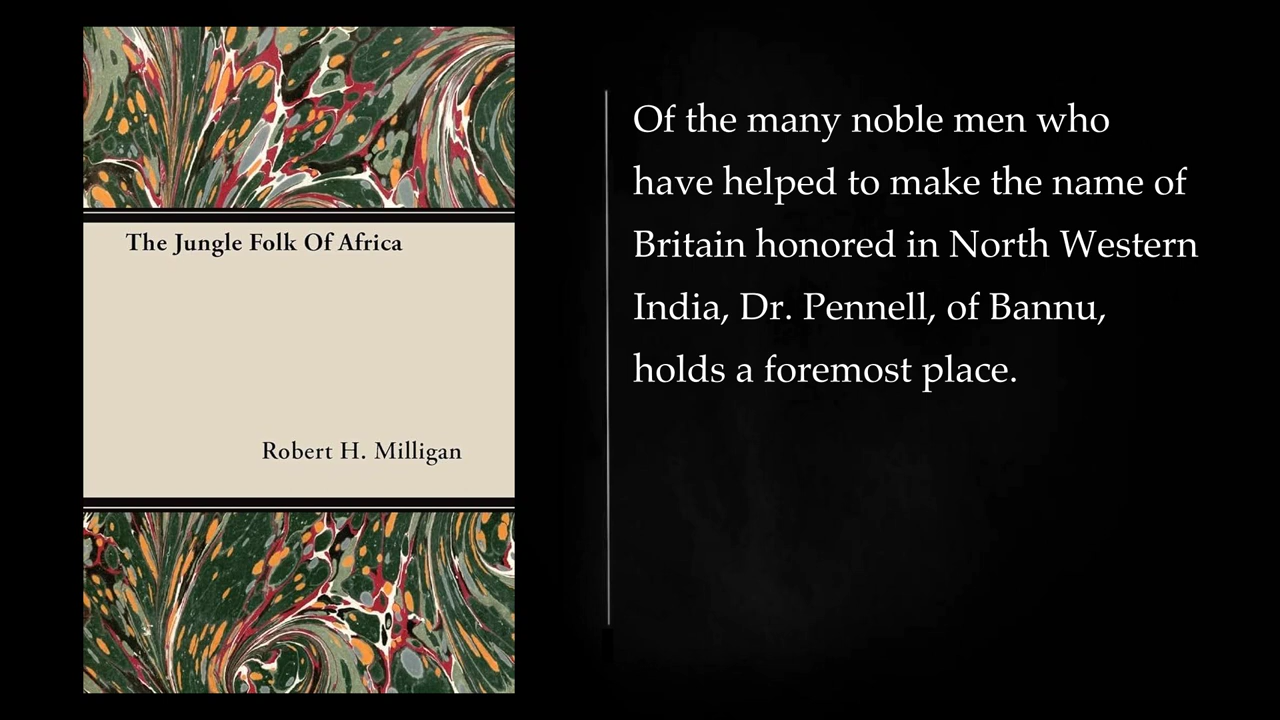 The Jungle Folk Of Africa
Robert H. Milligan
Of the many noble men who
have helped to make the name of
Britain honored in North Western
India, Dr. Pennell, of Bannu,
holds a foremost place.